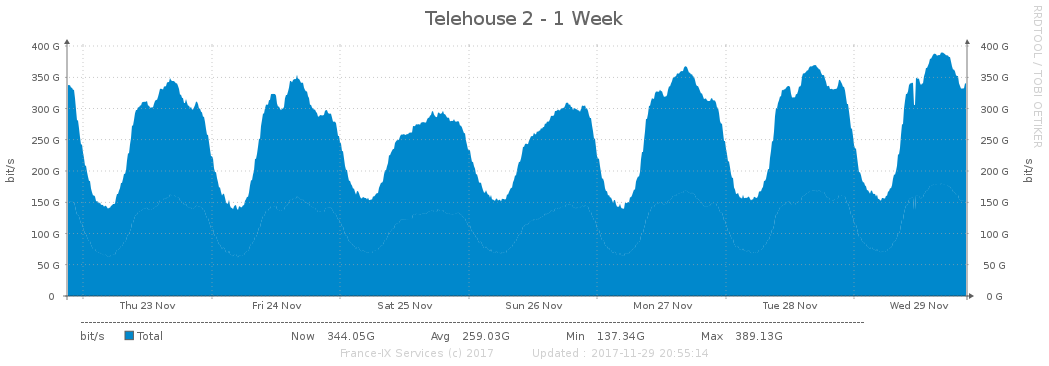 Telehouse 2 - 1 Week
RRDTOOL / TOBI OETIKER
400 G 400 G
350 G 350 G
300 G 300 G
250 G 250 G
200 G 200 G
150 G 150 G
100 G 100 G
50 G 50 G
0 0 G
bit/s bit/s
Thu 23 Nov Fri 24 Nov Sat 25 Nov Sun 26 Nov Mon 27 Nov Tue 28 Nov Wed 29 Nov
bit/s Total Now 344.05G Avg 259.03G Min 137.34G Max 389.13G
France-IX Services (c) 2017 Updated : 2017-11-29 20:55:14